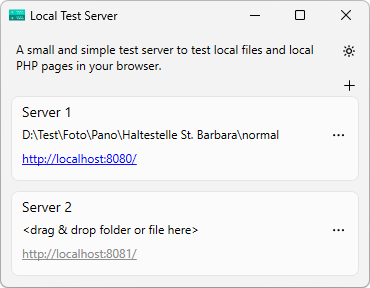 Local Test Server
A small and simple test server to test local files and local
PHP pages in your browser.
Server 1
D:\Test\Foto\Pano\Haltestelle St. Barbara\normal
http://localhost:8080/
Server 2
<drag & drop folder or file here>
http://localhost:8081/